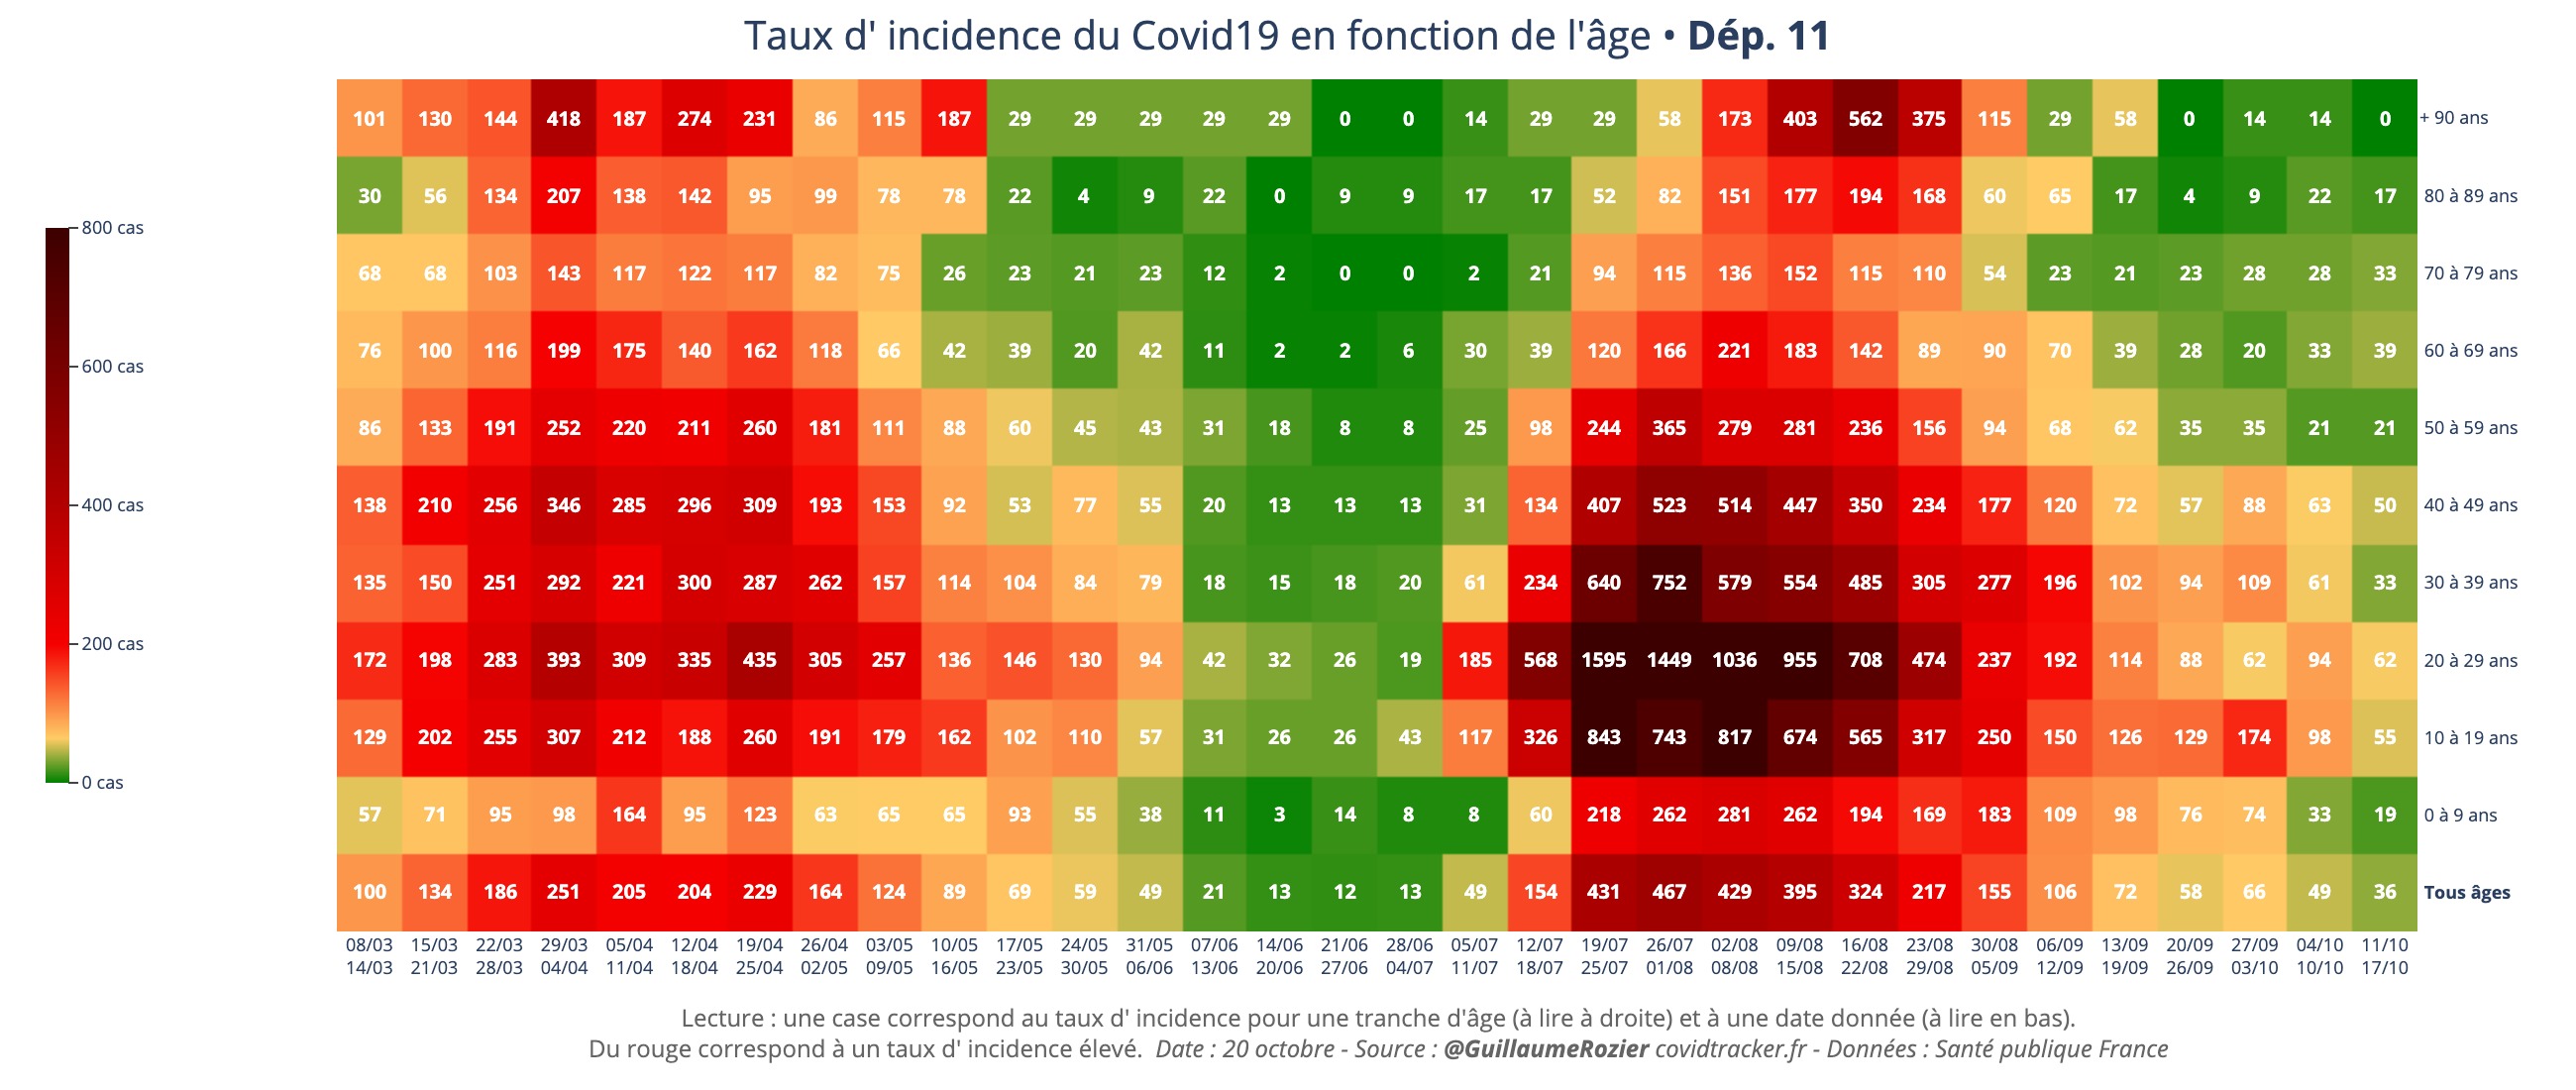 Taux d' incidence du Covid19 en fonction de l'âge • Dép. 11
101 130 144 418 187 274 231 86 115 187 29 29 29 29 29 0 0 14 29 29 58 173 403 562 375 115 29 58 0 14 14 0 + 90 ans
30 56 134 207 138 142 95 99 78 78 22 4 9 22 0 9 9 17 17 52 82 151 177 194 168 60 65 17 4 9 22 17 80 à 89 ans
800 cas
68 68 103 143 117 122 117 82 75 26 23 21 23 12 2 0 0 2 21 94 115 136 152 115 110 54 23 21 23 28 28 33 70 à 79 ans
76 100 116 199 175 140 162 118 66 42 39 20 42 11 2 2 6 30 39 120 166 221 183 142 89 90 70 39 28 20 33 39 60 à 69 ans
600 cas
86 133 191 252 220 211 260 181 111 88 60 45 43 31 18 8 8 25 98 244 365 279 281 236 156 94 68 62 35 35 21 21 50 à 59 ans
400 cas
138 210 256 346 285 296 309 193 153 92 53 77 55 20 13 13 13 31 134 407 523 514 447 350 234 177 120 72 57 88 63 50 40 à 49 ans
135 150 251 292 221 300 287 262 157 114 104 84 79 18 15 18 20 61 234 640 752 579 554 485 305 277 196 102 94 109 61 33 30 à 39 ans
200 cas
172 198 283 393 309 335 435 305 257 136 146 130 94 42 32 26 19 185 568 1595 1449 1036 955 708 474 237 192 114 88 62 94 62 20 à 29 ans
129 202 255 307 212 188 260 191 179 162 102 110 57 31 26 26 43 117 326 843 743 817 674 565 317 250 150 126 129 174 98 55 10 à 19 ans
0 cas
57 71 95 98 164 95 123 63 65 65 93 55 38 11 3 14 8 8 60 218 262 281 262 194 169 183 109 98 76 74 33 19 0 à 9 ans
100 134 186 251 205 204 229 164 124 89 69 59 49 21 13 12 13 49 154 431 467 429 395 324 217 155 106 72 58 66 49 36 Tous âges
08/03 15/03 22/03 29/03 05/04 12/04 19/04 26/04 03/05 10/05 17/05 24/05 31/05 07/06 14/06 21/06 28/06 05/07 12/07 19/07 26/07 02/08 09/08 16/08 23/08 30/08 06/09 13/09 20/09 27/09 04/10 11/10
14/03 21/03 28/03 04/04 11/04 18/04 25/04 02/05 09/05 16/05 23/05 30/05 06/06 13/06 20/06 27/06 04/07 11/07 18/07 25/07 01/08 08/08 15/08 22/08 29/08 05/09 12/09 19/09 26/09 03/10 10/10 17/10
Lecture : une case correspond au taux d' incidence pour une tranche d'âge (à lire à droite) et à une date donnée (à lire en bas).
Du rouge correspond à un taux d' incidence élevé. Date : 20 octobre - Source : @GuillaumeRozier covidtracker.fr - Données : Santé publique France